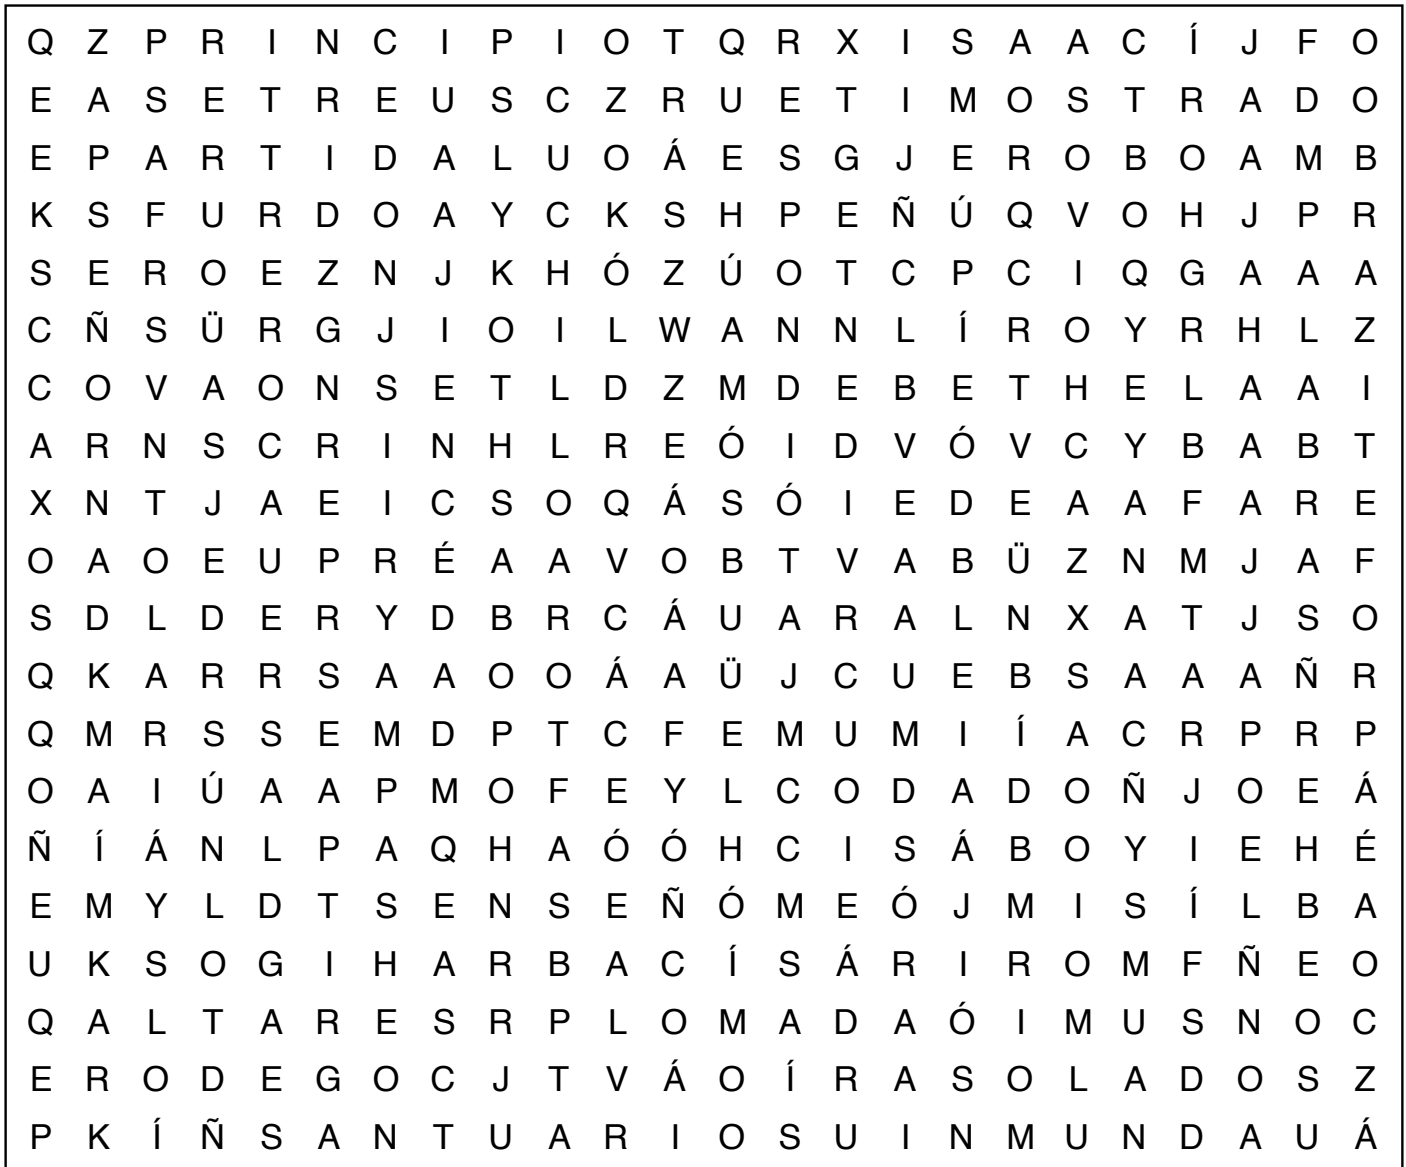 Q Z P R I N C I P I O T Q R X I S A A C Í J F O
E A S E T R E U S C Z R U E T I M O S T R A D O
E P A R T I D A L U O Á E S G J E R O B O A M B
K S F U R D O A Y C K S H P E Ñ Ú Q V O H J P R
S E R O E Z N J K H Ó Z Ú O T C P C I Q G A A A
C Ñ S Ü R G J I O I L W A N N L Í R O Y R H L Z
C O V A O N S E T L D Z M D E B E T H E L A A I
A R N S C R I N H L R E Ó I D V Ó V C Y B A B T
X N T J A E I C S O Q Á S Ó I E D E A A F A R E
O A O E U P R É A A V O B T V A B Ü Z N M J A F
S D L D E R Y D B R C Á U A R A L N X A T J S O
Q K A R R S A A O O Á A Ü J C U E B S A A A Ñ R
Q M R S S E M D P T C F E M U M I Í A C R P R P
O A I Ú A A P M O F E Y L C O D A D O Ñ J O E Á
Ñ Í Á N L P A Q H A Ó Ó H C I S Á B O Y I E H É
E M Y L D T S E N S E Ñ Ó M E Ó J M I S Í L B A
U K S O G I H A R B A C Í S Á R I R O M F Ñ E O
Q A L T A R E S R P L O M A D A Ó I M U S N O C
E R O D E G O C J T V Á O Í R A S O L A D O S Z
P K Í Ñ S A N T U A R I O S U I N M U N D A U Á